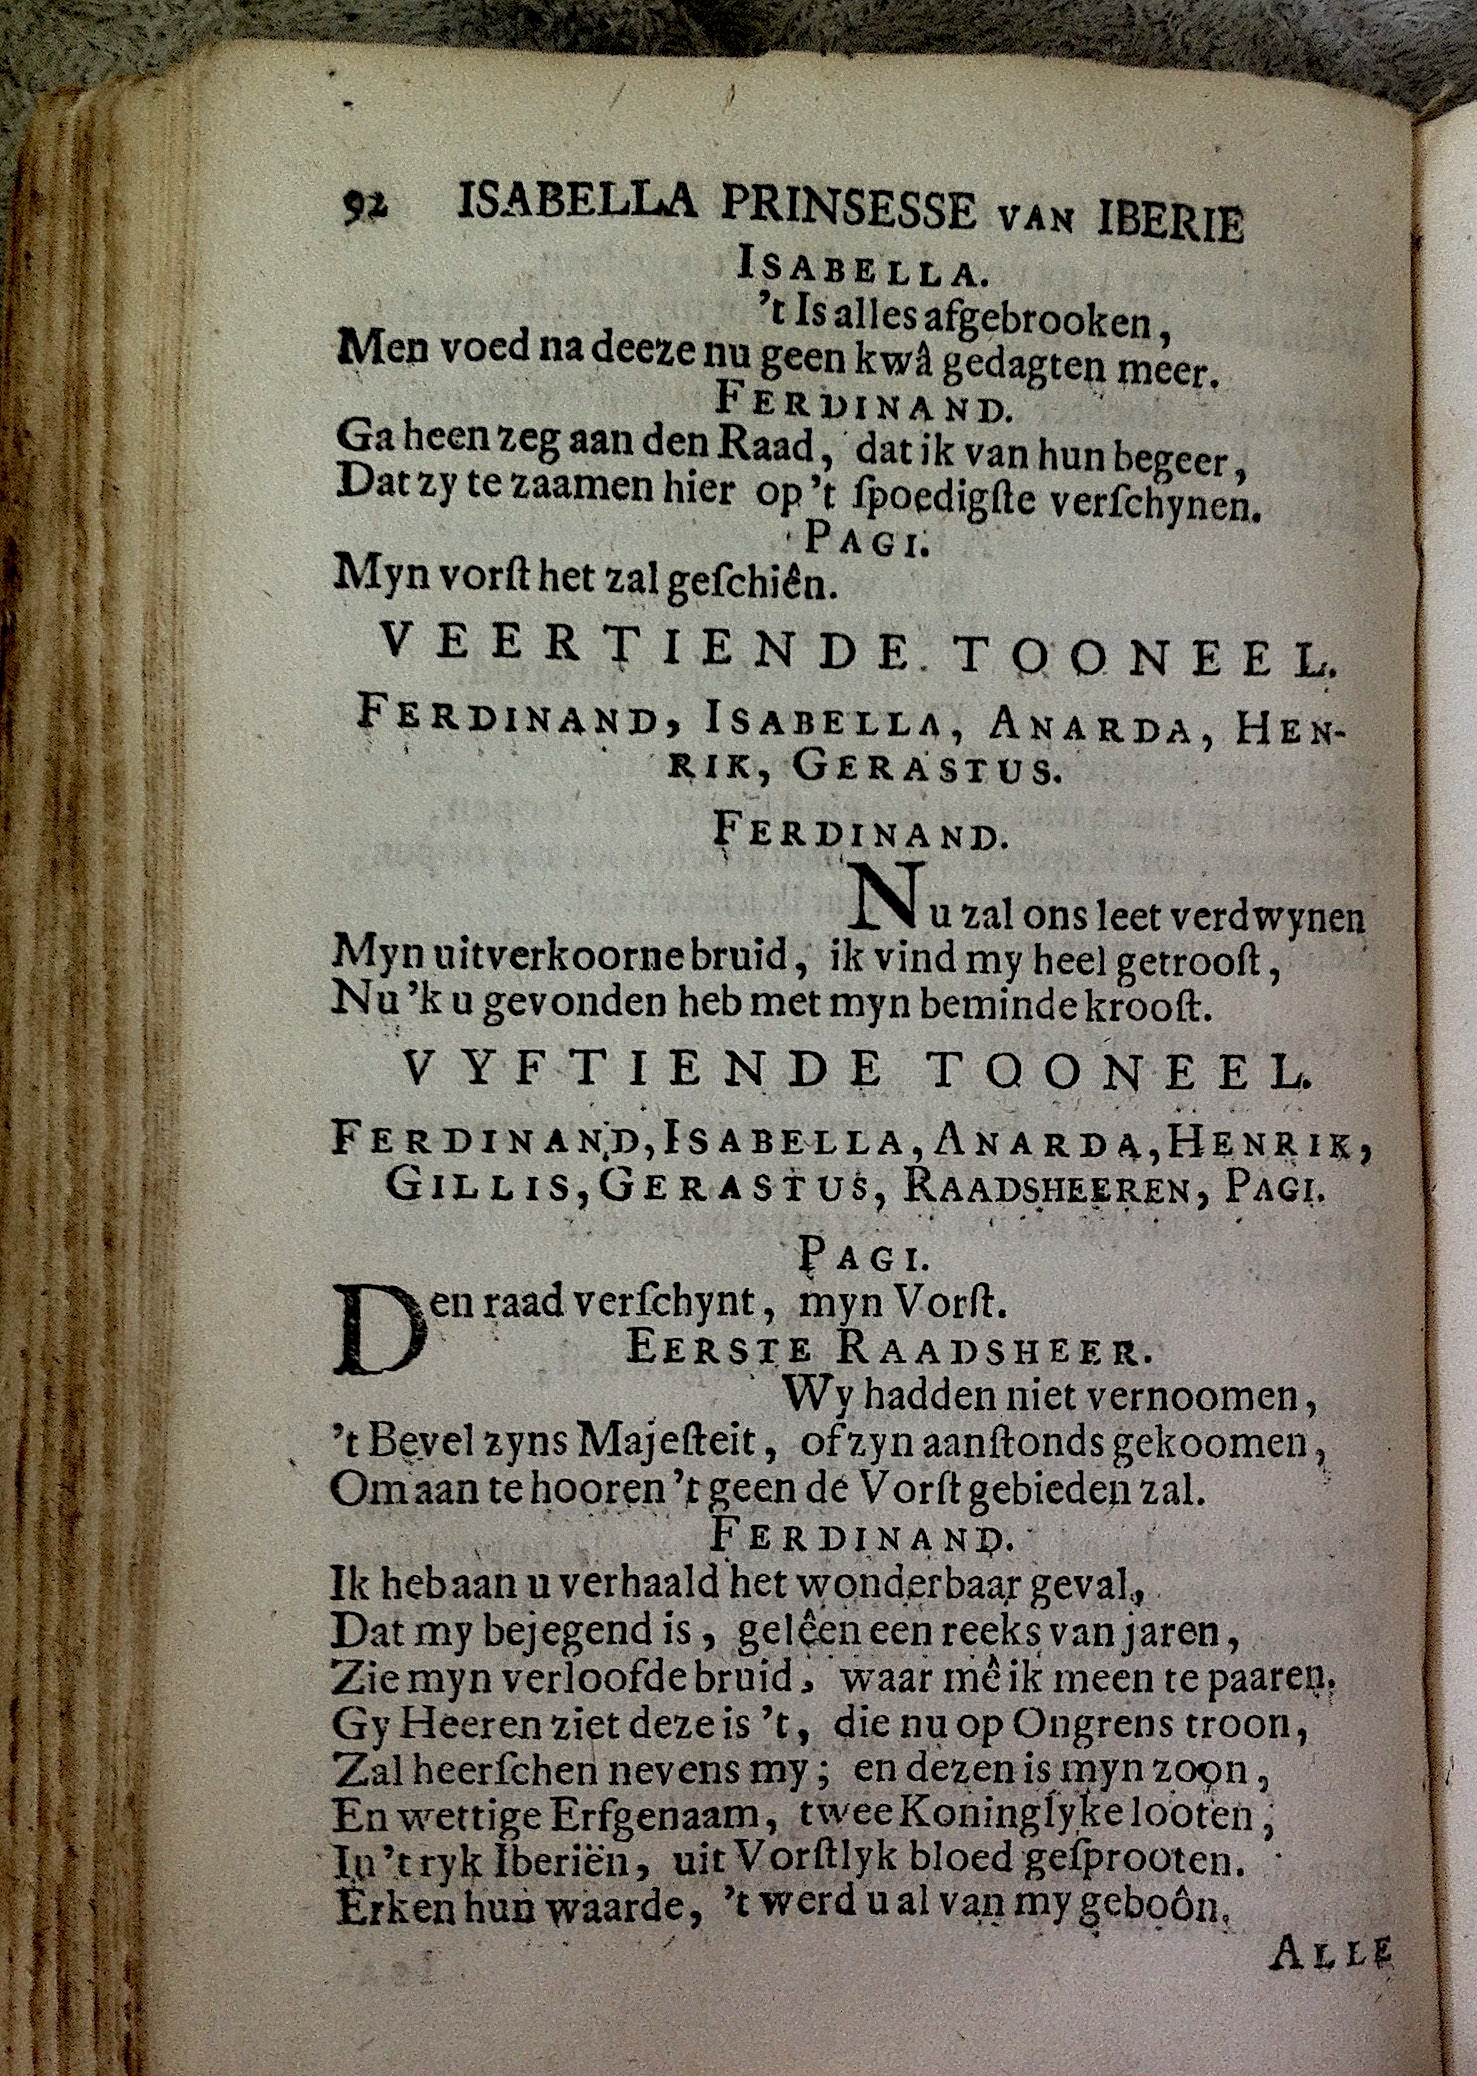 92 ISABELLA PRINSESSE VAN IBERIE
ISABELLA.
't Is alles afgebrooken,
Men voed na deeze nu geen kwâ gedagten meer.
FERDINAND.
Ga heen zeg aan den Raad, dat ik van hun begeer,
Dat zy te zaamen hier op 't ſpoedigſte verſchynen.
PAGI.
Myn vorſt het zal geſchiên.
VEERTIENDE TOONEEL.
FERDINAND, ISABELLA, ANARDA, HEN-
RIK, GERASTUS.
FERDINAND.
Nu zal ons leet verdwynen
Myn uitverkoorne bruid, ik vind my heel getrooſt,
Nu 'k u gevonden heb met myn beminde krooſt.
VYFTIENDE TOONEEL.
FERDINAND, ISABELLA, ANARDA, HENRIK,
GILLIS, GERASTUS, RAADSHEEREN, PAGI.
PAGI.
Den raad verſchynt, myn Vorſt.
EERSTE RAADSHEER.
Wy hadden niet vernoomen,
't Bevel zyns Majeſteit, of zyn aanſtonds gekoomen,
Om aan te hooren 't geen de Vorſt gebieden zal.
FERDINAND.
Ik heb aan u verhaald het wonderbaar geval,
Dat my bejegend is, gelêen een reeks van jaren,
Zie myn verloofde bruid, waar mê ik meen te paaren.
Gy Heeren ziet deze is 't, die nu op Ongrens troon,
Zal heerſchen nevens my; en dezen is myn zoon,
En wettige Erfgenaam, twee Koninglyke looten,
In 't ryk Iberiën, uit Vorſtlyk bloed geſprooten.
Erken hun waarde, 't werd u al van my geboôn.
ALLE